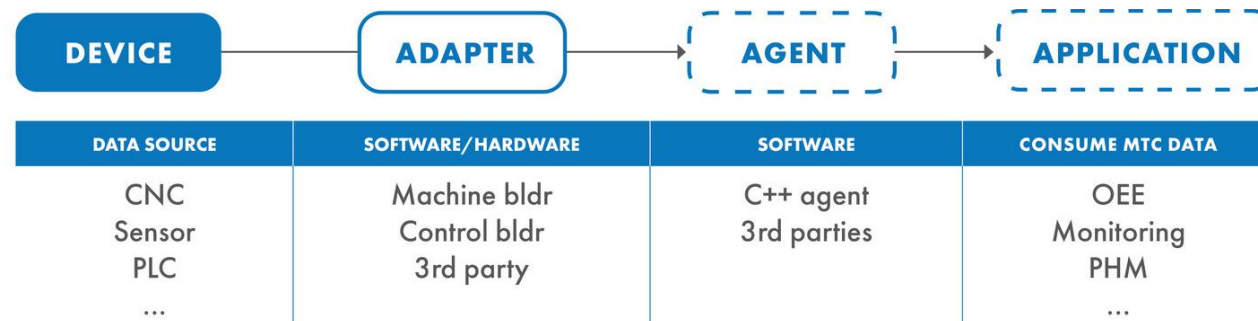 DEVICE
ADAPTER
AGENT
APPLICATION
DATA SOURCE
SOFTWARE/HARDWARE
SOFTWARE
CONSUME MTC DATA
CNC
Sensor
PLC
...
Machine bldr
Control bldr
3rd party
C++ agent
3rd parties
OEE
Monitoring
PHM
...